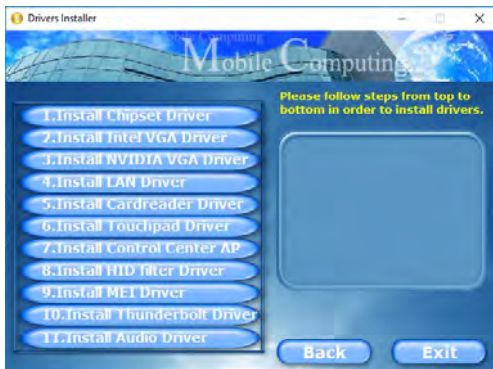 Drivers Installer
Mobile Computing
Mobile Computing
Please follow steps from top to
bottom in order to install drivers.
1.Install Chipset Driver
2.Install Intel VGA Driver
3.Install NVIDIA VGA Driver
4.Install LAN Driver
5.Install Cardreader Driver
6.Install Touchpad Driver
7.Install Control Center AP
8.Install HID filter Driver
9.Install MEI Driver
10.Install Thunderbolt Driver
11.Install Audio Driver
Back
Exit